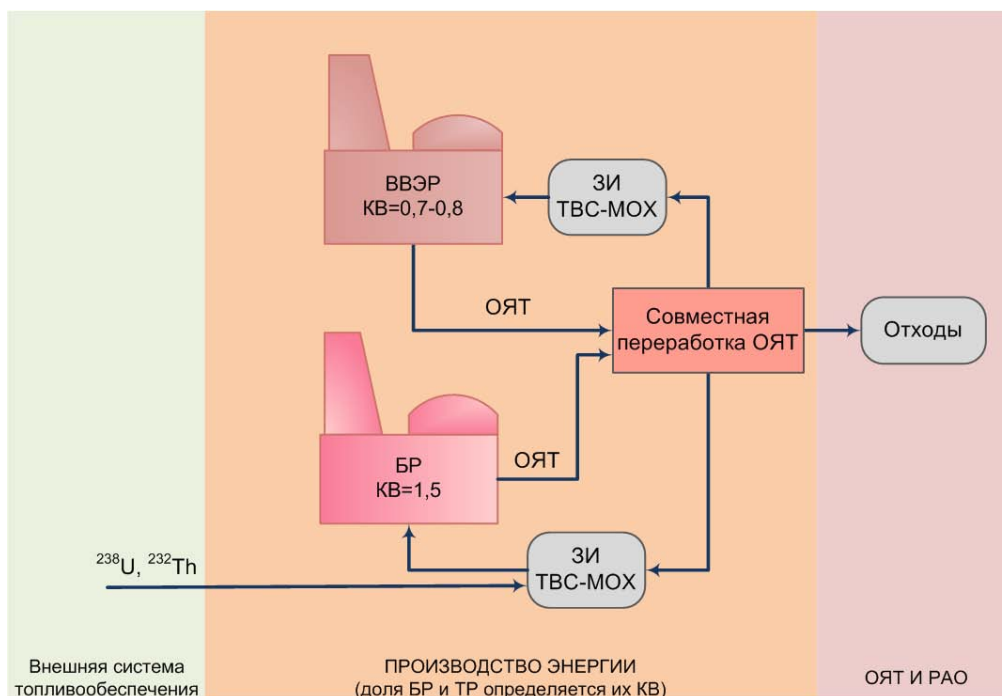 ВВЭР
КВ=0,7-0,8
ЗИ
ТВС-МОХ
ОЯТ
Совместная
переработка ОЯТ
Отходы
БР
КВ=1,5
ОЯТ
ЗИ
ТВС-МОХ
²³⁸U, ²³²Th
Внешняя система
топливообеспечения
ПРОИЗВОДСТВО ЭНЕРГИИ
(доля БР и ТР определяется их КВ)
ОЯТ И РАО